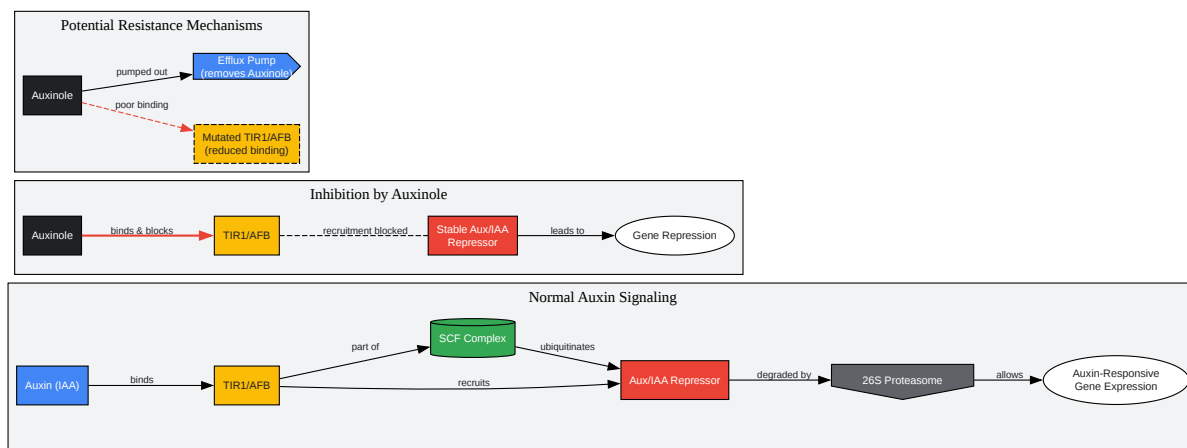 Potential Resistance Mechanisms
Auxinole
pumped out
Efflux Pump
(removes Auxinole)
poor binding
Mutated TIR1/AFB
(reduced binding)
Inhibition by Auxinole
Auxinole
binds & blocks
TIR1/AFB
recruitment blocked
Stable Aux/IAA
Repressor
leads to
Gene Repression
Normal Auxin Signaling
Auxin (IAA)
binds
TIR1/AFB
part of
SCF Complex
ubiquitinates
recruits
Aux/IAA Repressor
degraded by
26S Proteasome
allows
Auxin-Responsive
Gene Expression